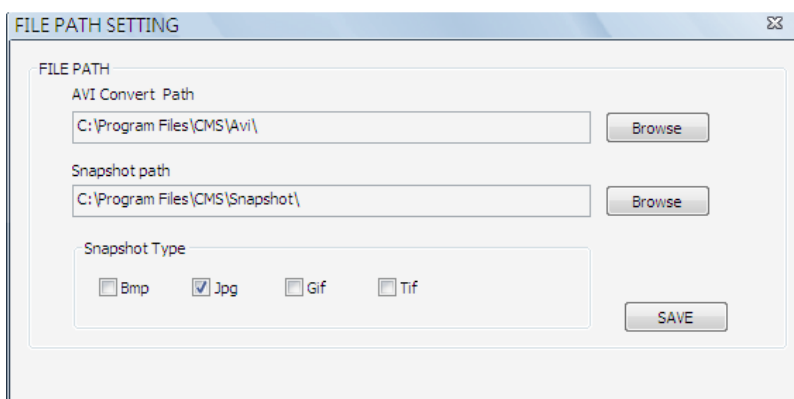 FILE PATH SETTING
FILE PATH
AVI Convert Path
C:\Program Files\CMS\Avi\
Browse
Snapshot path
C:\Program Files\CMS\Snapshot\
Browse
Snapshot Type
Bmp Jpg Gif Tif
SAVE